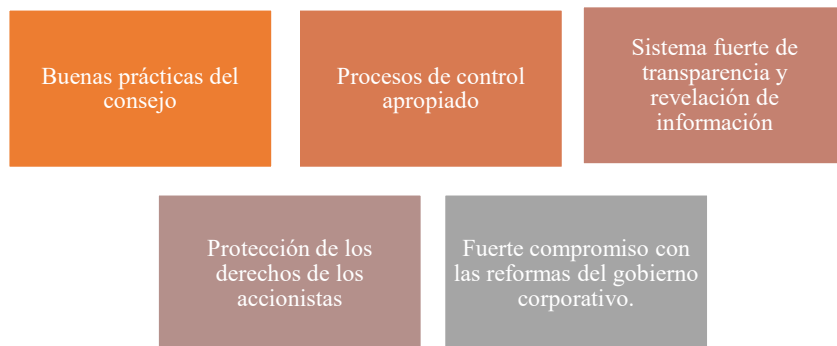 Buenas prácticas del
consejo
Procesos de control
apropiado
Sistema fuerte de
transparencia y
revelación de
información
Protección de los
derechos de los
accionistas
Fuerte compromiso con
las reformas del gobierno
corporativo.